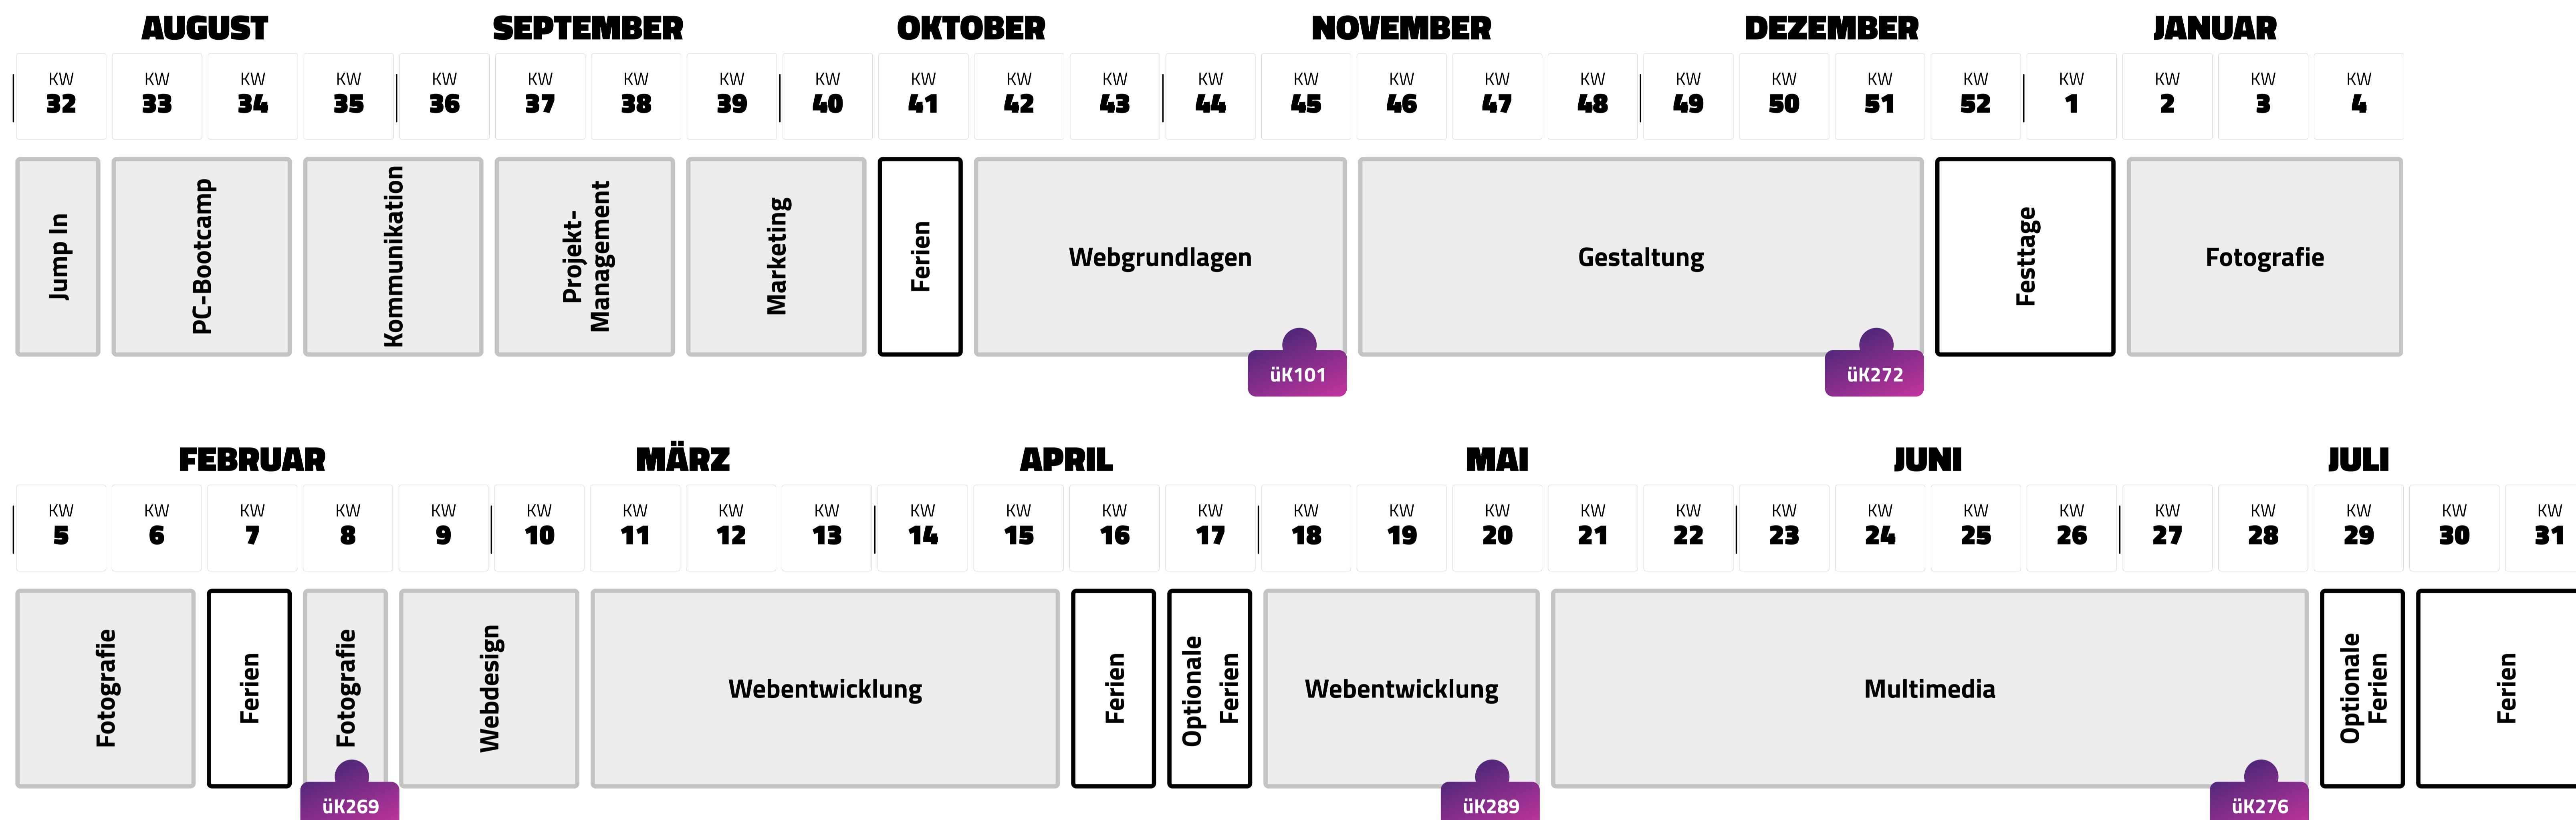 AUGUST SEPTEMBER OKTOBER NOVEMBER DEZEMBER JANUAR
KW KW KW KW KW KW KW KW KW KW KW KW KW KW KW KW KW KW KW KW KW KW KW KW KW
32 33 34 35 36 37 38 39 40 41 42 43 44 45 46 47 48 49 50 51 52 1 2 3 4
Jump In
PC-Bootcamp
Kommunikation
Projekt-
Management
Marketing
Ferien
Webgrundlagen
Gestaltung
Festtage
Fotografie
üK101
üK272
FEBRUAR MÄRZ APRIL MAI JUNI JULI
KW KW KW KW KW KW KW KW KW KW KW KW KW KW KW KW KW KW KW KW KW KW KW KW KW KW KW
5 6 7 8 9 10 11 12 13 14 15 16 17 18 19 20 21 22 23 24 25 26 27 28 29 30 31
Fotografie
Ferien
Fotografie
Webdesign
Webentwicklung
Ferien
Optionale
Ferien
Webentwicklung
Multimedia
Optionale
Ferien
Ferien
üK269
üK289
üK276